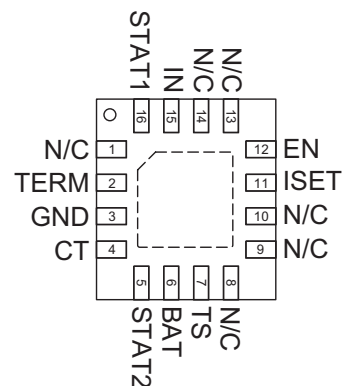 STAT1
IN
N/C
N/C
16
15
14
13
N/C 1
12 EN
TERM 2
11 ISET
GND 3
10 N/C
CT 4
9 N/C
5
6
7
8
STAT2
BAT
TS
N/C